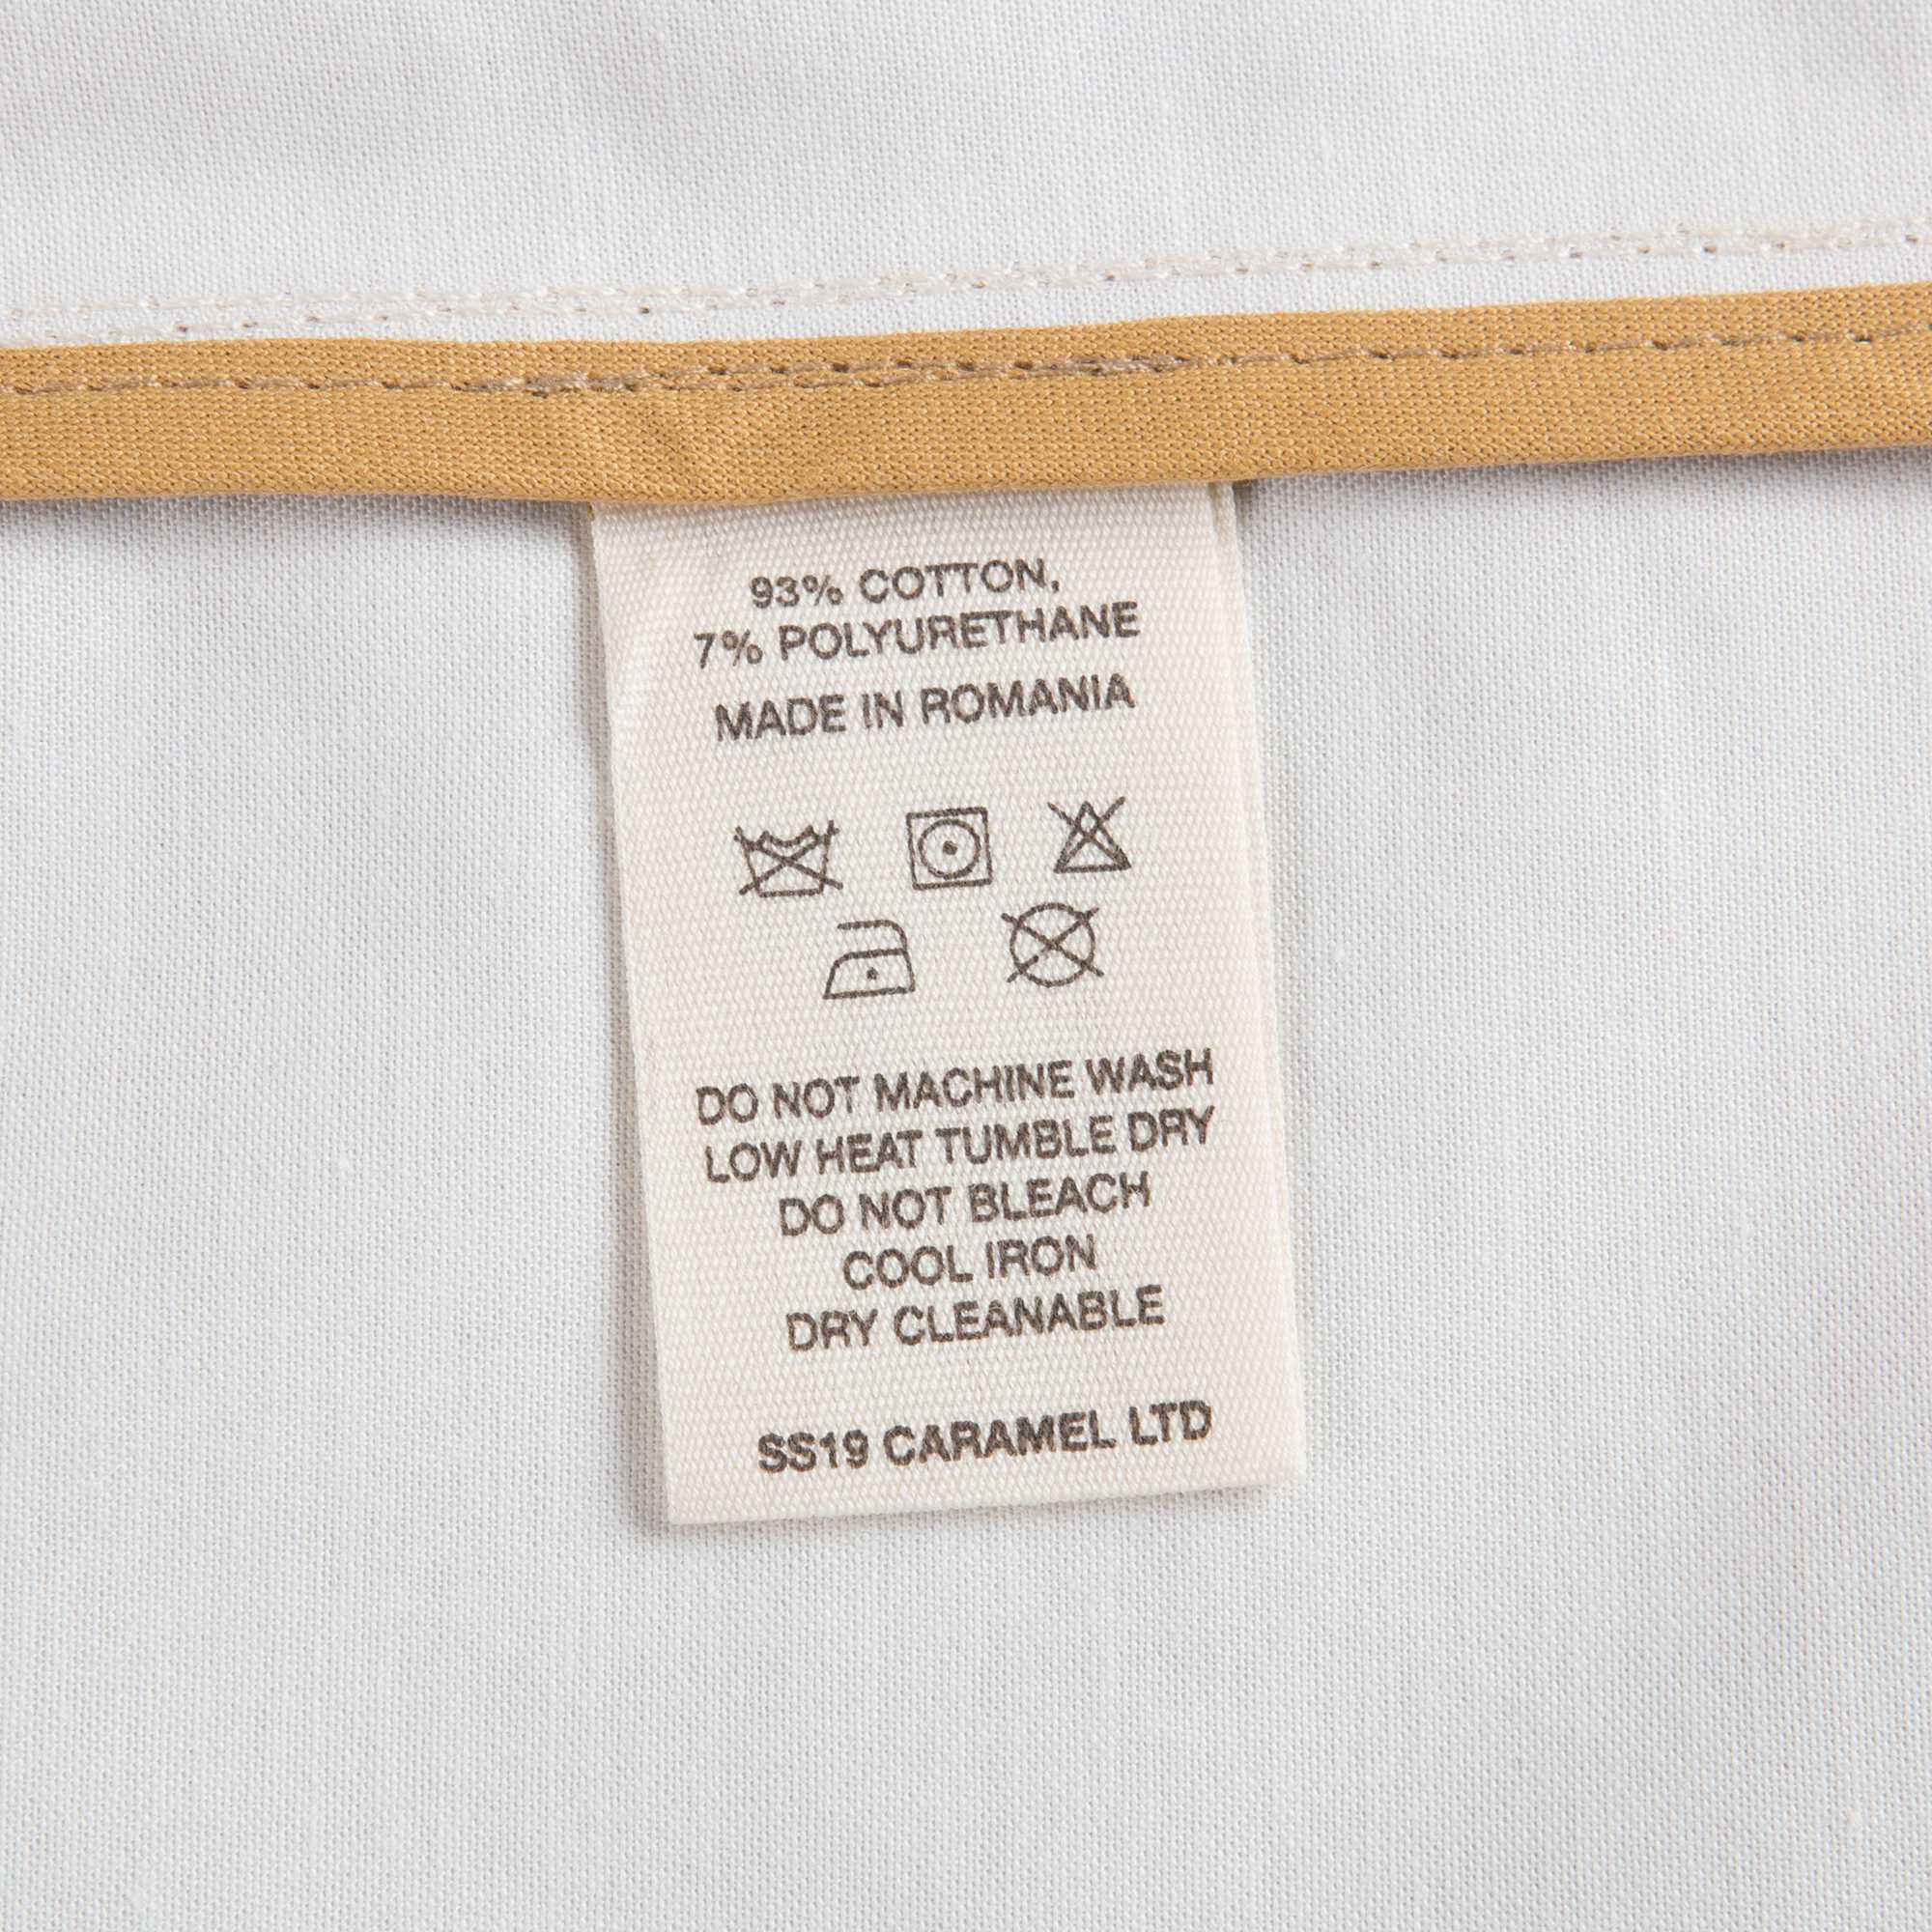 93% COTTON,
7% POLYURETHANE
MADE IN ROMANIA
DO NOT MACHINE WASH
LOW HEAT TUMBLE DRY
DO NOT BLEACH
COOL IRON
DRY CLEANABLE
SS19 CARAMEL LTD